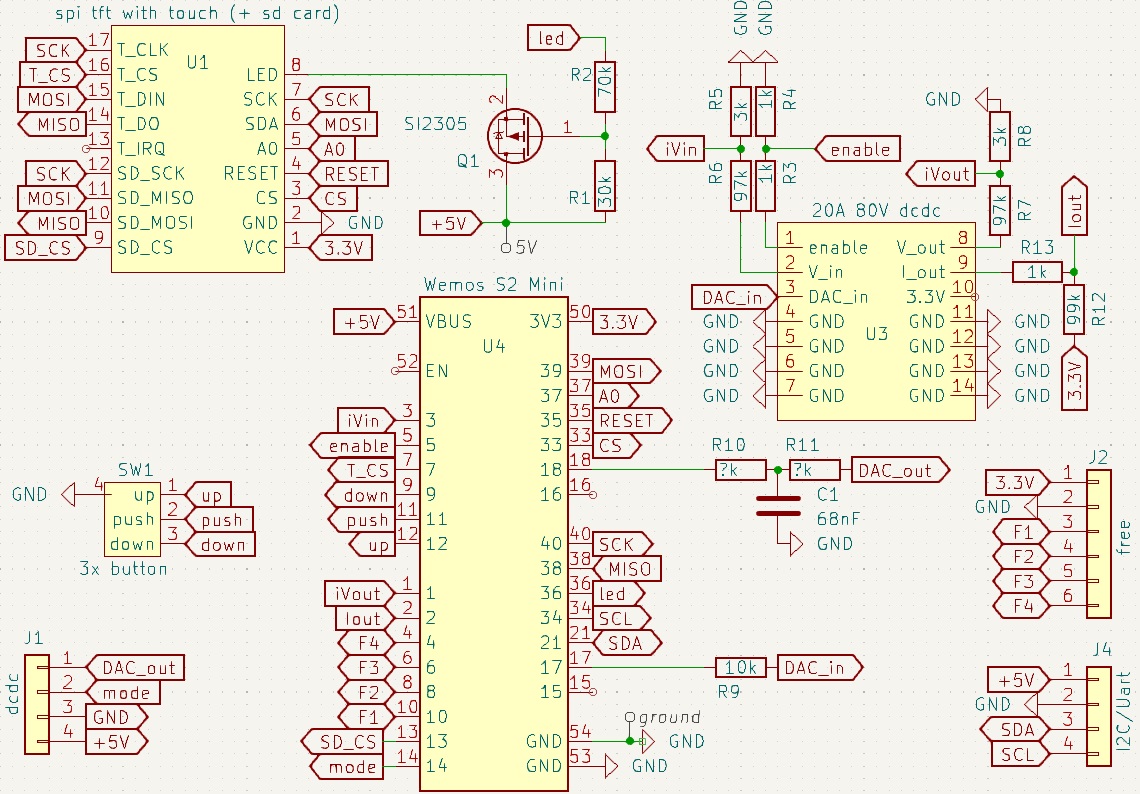 spi tft with touch (+ sd card)
U1
SCK 17 T_CLK
T_CS 16 T_CS
MOSI 15 T_DIN
MISO 14 T_DO
13 T_IRQ
SCK 12 SD_SCK
MOSI 11 SD_MISO
MISO 10 SD_MOSI
SD_CS 9 SD_CS
LED 8
SCK 7 SCK
SDA 6 MOSI
A0 5 A0
RESET 4 RESET
CS 3 CS
GND 2 GND
VCC 1 3.3V
led
R2 70k
SI2305
Q1
2
1
3
R1 30k
+5V
5V
GND
GND
R5 3k
1k R4
iVin
enable
R6 97k
1k R3
GND
3k R8
iVout
97k R7
Iout
20A 80V dcdc
U3
1 enable
2 V_in
DAC_in 3 DAC_in
GND 4 GND
GND 5 GND
GND 6 GND
GND 7 GND
V_out 8
I_out 9
3.3V 10
GND 11 GND
GND 12 GND
GND 13 GND
GND 14 GND
R13
1k
99k R12
3.3V
Wemos S2 Mini
U4
+5V 51 VBUS
52 EN
iVin 3 3
enable 5 5
T_CS 7 7
down 9 9
push 11 11
up 12 12
iVout 1 1
Iout 2 2
F4 4 4
F3 6 6
F2 8 8
F1 10 10
SD_CS 13 13
mode 14 14
3V3 50 3.3V
39 39 MOSI
37 37 A0
35 35 RESET
33 33 CS
18 18
16 16
40 40 SCK
38 38 MISO
36 36 led
34 34 SCL
21 21 SDA
17 17
15 15
GND 54 GND
GND 53 GND
ground
R10 R11
?k ?k DAC_out
C1
68nF
GND
10k DAC_in
R9
SW1
GND 4
up 1 up
push 2 push
down 3 down
3x button
J1
dcdc
1 DAC_out
2 mode
3 GND
4 +5V
J2
free
3.3V 1
GND 2
F1 3
F2 4
F3 5
F4 6
J4
I2C/Uart
+5V 1
GND 2
SDA 3
SCL 4